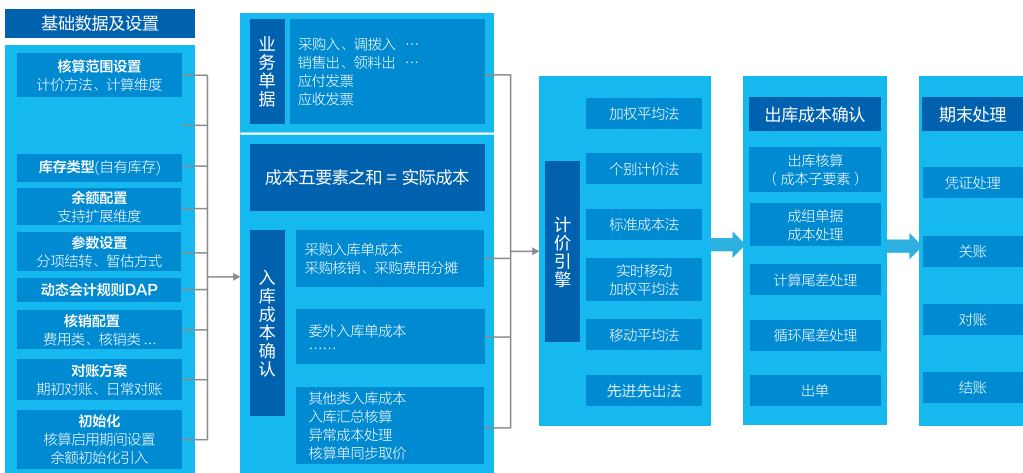 基础数据及设置
核算范围设置
计价方法、计算维度
库存类型(自有库存)
余额配置
支持扩展维度
参数设置
分项结转、暂估方式
动态会计规则DAP
核销配置
费用类、核销类 ...
对账方案
期初对账、日常对账
初始化
核算启用期间设置
余额初始化引入
业务单据
采购入、调拨入 ···
销售出、领料出 ···
应付发票
应收发票
成本五要素之和 = 实际成本
入库成本确认
采购入库单成本
采购核销、采购费用分摊
委外入库单成本
······
其他类入库成本
入库汇总核算
异常成本处理
核算单同步取价
计价引擎
加权平均法
个别计价法
标准成本法
实时移动
加权平均法
移动平均法
先进先出法
出库成本确认
出库核算
（成本子要素）
成组单据
成本处理
计算尾差处理
循环尾差处理
出单
期末处理
凭证处理
关账
对账
结账